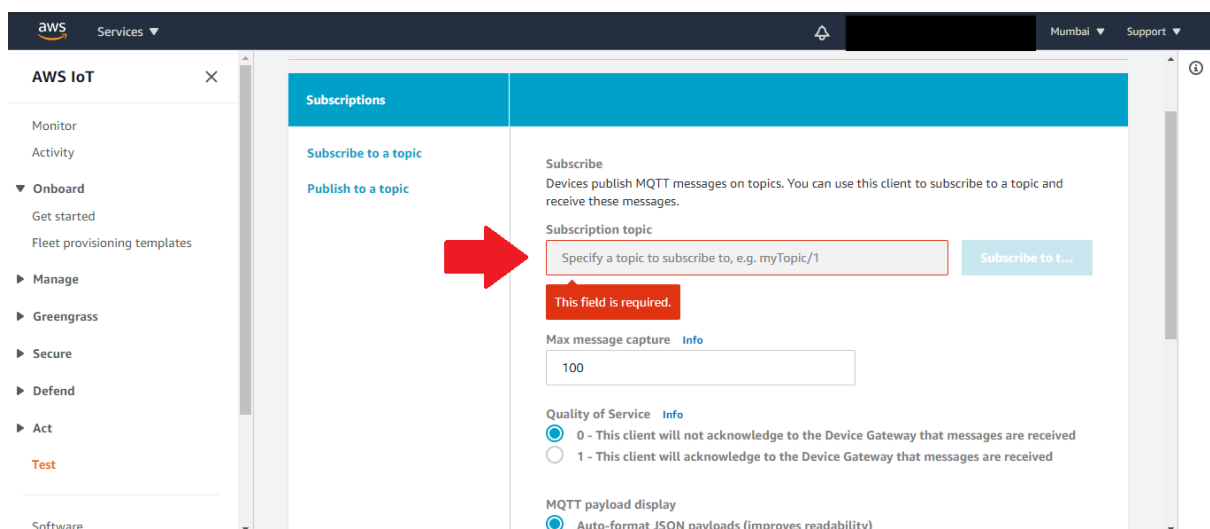 aws Services ▼ Mumbai ▼ Support ▼
AWS IoT
Monitor
Activity
Onboard
Get started
Fleet provisioning templates
Manage
Greengrass
Secure
Defend
Act
Test
Software
Subscriptions
Subscribe to a topic
Publish to a topic
Subscribe
Devices publish MQTT messages on topics. You can use this client to subscribe to a topic and
receive these messages.
Subscription topic
Specify a topic to subscribe to, e.g. myTopic/1
Subscribe to t...
This field is required.
Max message capture Info
100
Quality of Service Info
0 - This client will not acknowledge to the Device Gateway that messages are received
1 - This client will acknowledge to the Device Gateway that messages are received
MQTT payload display
Auto-format JSON payloads (improves readability)